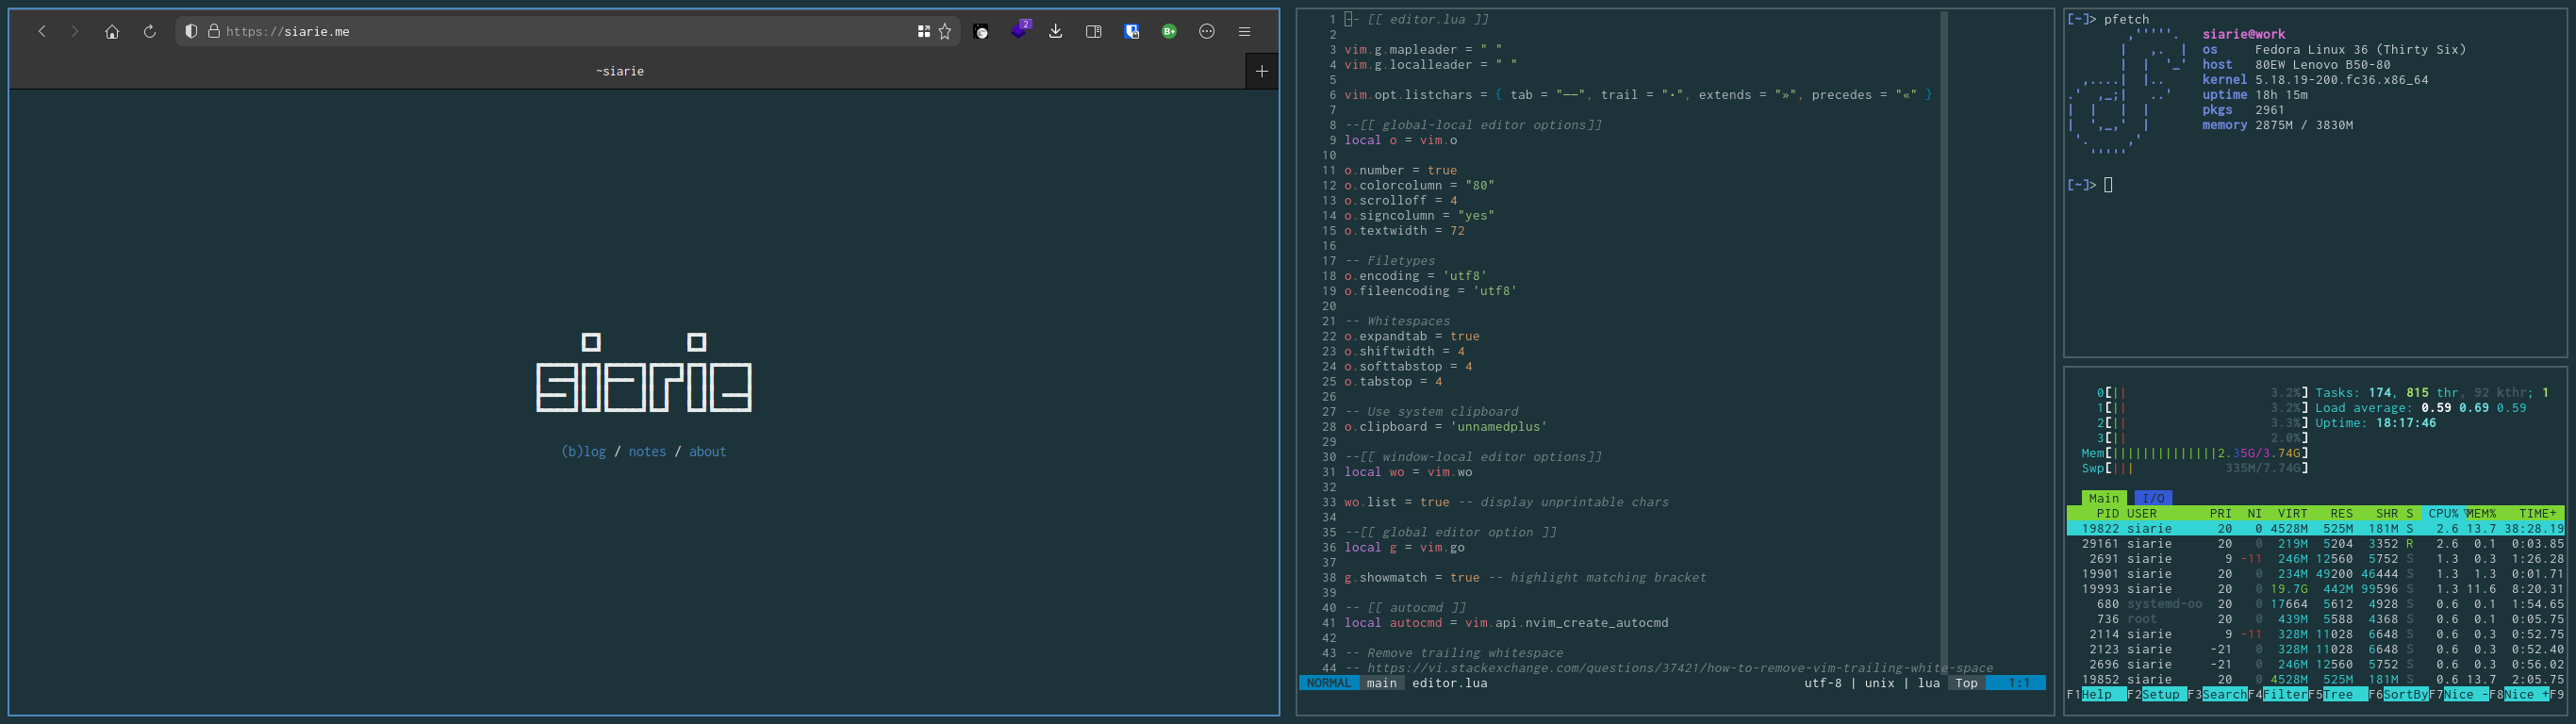 https://siarie.me
2
B+
~siarie
siarie
(b)log / notes / about
1 -- [[ editor.lua ]]
2
3 vim.g.mapleader = " "
4 vim.g.localleader = " "
5
6 vim.opt.listchars = { tab = "——", trail = "·", extends = "»", precedes = "«" }
7
8 --[[ global-local editor options]]
9 local o = vim.o
10
11 o.number = true
12 o.colorcolumn = "80"
13 o.scrolloff = 4
14 o.signcolumn = "yes"
15 o.textwidth = 72
16
17 -- Filetypes
18 o.encoding = 'utf8'
19 o.fileencoding = 'utf8'
20
21 -- Whitespaces
22 o.expandtab = true
23 o.shiftwidth = 4
24 o.softtabstop = 4
25 o.tabstop = 4
26
27 -- Use system clipboard
28 o.clipboard = 'unnamedplus'
29
30 --[[ window-local editor options]]
31 local wo = vim.wo
32
33 wo.list = true -- display unprintable chars
34
35 --[[ global editor option ]]
36 local g = vim.go
37
38 g.showmatch = true -- highlight matching bracket
39
40 -- [[ autocmd ]]
41 local autocmd = vim.api.nvim_create_autocmd
42
43 -- Remove trailing whitespace
44 -- https://vi.stackexchange.com/questions/37421/how-to-remove-vim-trailing-white-space
NORMAL main editor.lua utf-8 | unix | lua Top 1:1
[~]> pfetch
siarie@work
os Fedora Linux 36 (Thirty Six)
host 80EW Lenovo B50-80
kernel 5.18.19-200.fc36.x86_64
uptime 18h 15m
pkgs 2961
memory 2875M / 3830M
[~]>
0[|| 3.2%] Tasks: 174, 815 thr, 92 kthr; 1
1[|| 3.2%] Load average: 0.59 0.69 0.59
2[|| 3.3%] Uptime: 18:17:46
3[|| 2.0%]
Mem[||||||||||||||2.35G/3.74G]
Swp[||| 335M/7.74G]
Main I/O
PID USER PRI NI VIRT RES SHR S CPU%▽MEM% TIME+
19822 siarie 20 0 4528M 525M 181M S 2.6 13.7 38:28.19
29161 siarie 20 0 219M 5204 3352 R 2.6 0.1 0:03.85
2691 siarie 9 -11 246M 12560 5752 S 1.3 0.3 1:26.28
19901 siarie 20 0 234M 49200 46444 S 1.3 1.3 0:01.71
19993 siarie 20 0 19.7G 442M 99596 S 1.3 11.6 8:20.31
680 systemd-oo 20 0 17664 5612 4928 S 0.6 0.1 1:54.65
736 root 20 0 439M 5588 4368 S 0.6 0.1 0:05.75
2114 siarie 9 -11 328M 11028 6648 S 0.6 0.3 0:52.75
2123 siarie -21 0 328M 11028 6648 S 0.6 0.3 0:52.40
2696 siarie -21 0 246M 12560 5752 S 0.6 0.3 0:56.02
19852 siarie 20 0 4528M 525M 181M S 0.6 13.7 2:05.75
F1Help F2Setup F3SearchF4FilterF5Tree F6SortByF7Nice -F8Nice +F9